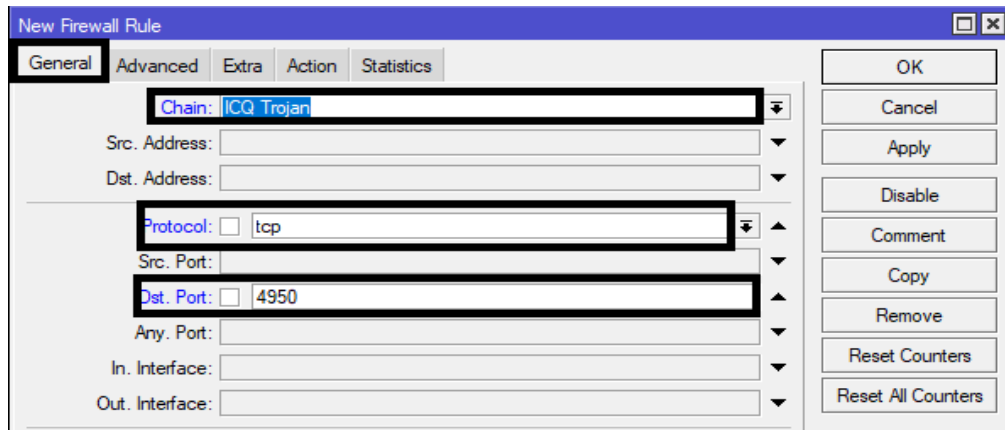 New Firewall Rule
General Advanced Extra Action Statistics
Chain: ICQ Trojan
Src. Address:
Dst. Address:
Protocol: tcp
Src. Port:
Dst. Port: 4950
Any. Port:
In. Interface:
Out. Interface:
OK
Cancel
Apply
Disable
Comment
Copy
Remove
Reset Counters
Reset All Counters